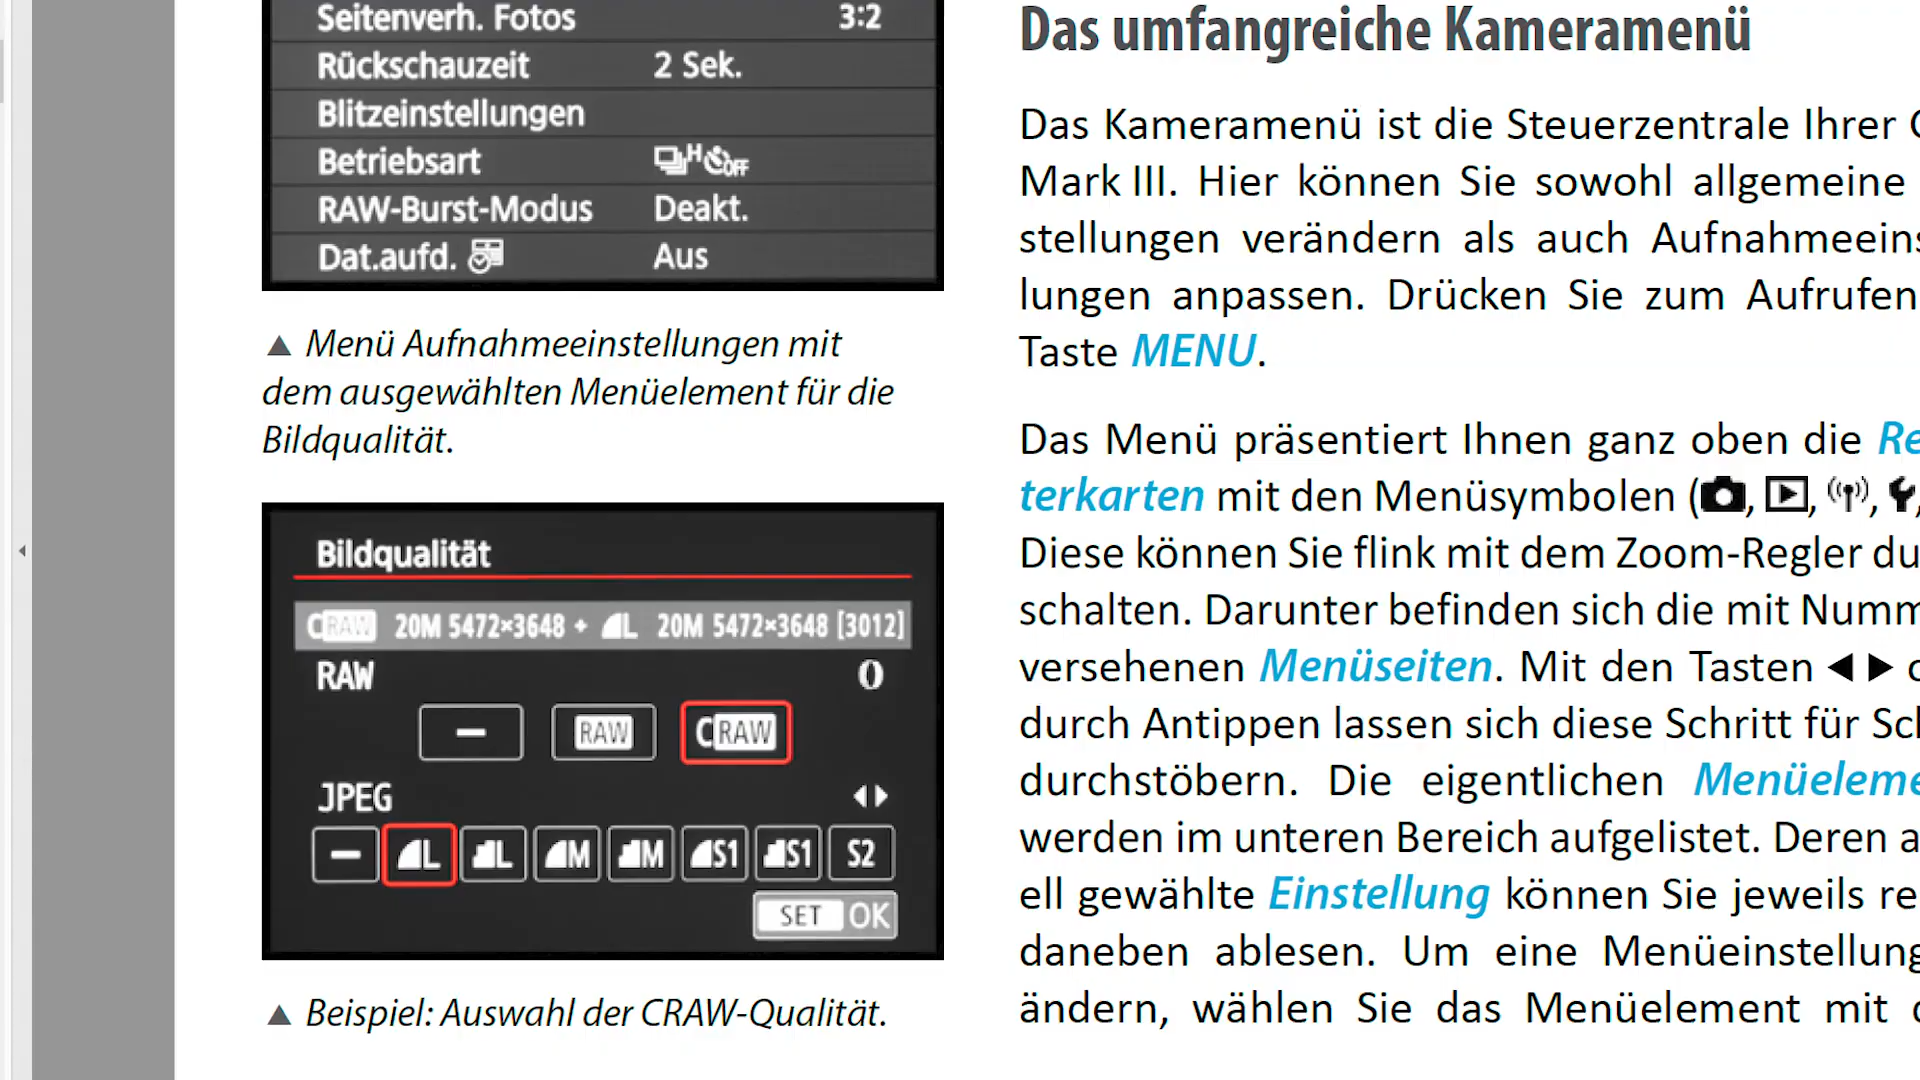 Seitenverh. Fotos 3:2
Rückschauzeit 2 Sek.
Blitzeinstellungen
Betriebsart H OFF
RAW-Burst-Modus Deakt.
Dat.aufd. Aus
▲ Menü Aufnahmeeinstellungen mit
dem ausgewählten Menüelement für die
Bildqualität.
Bildqualität
CRAW 20M 5472×3648 + L 20M 5472×3648 [3012]
RAW 0
– RAW CRAW
JPEG ◀▶
– L L M M S1 S1 S2
SET OK
▲ Beispiel: Auswahl der CRAW-Qualität.
Das umfangreiche Kameramenü
Das Kameramenü ist die Steuerzentrale Ihrer
Mark III. Hier können Sie sowohl allgemeine
stellungen verändern als auch Aufnahmeeins
lungen anpassen. Drücken Sie zum Aufrufen
Taste MENU.
Das Menü präsentiert Ihnen ganz oben die Re
terkarten mit den Menüsymbolen (
Diese können Sie flink mit dem Zoom-Regler du
schalten. Darunter befinden sich die mit Numm
versehenen Menüseiten. Mit den Tasten ◀ ▶
durch Antippen lassen sich diese Schritt für Sch
durchstöbern. Die eigentlichen Menüeleme
werden im unteren Bereich aufgelistet. Deren a
ell gewählte Einstellung können Sie jeweils re
daneben ablesen. Um eine Menüeinstellung
ändern, wählen Sie das Menüelement mit